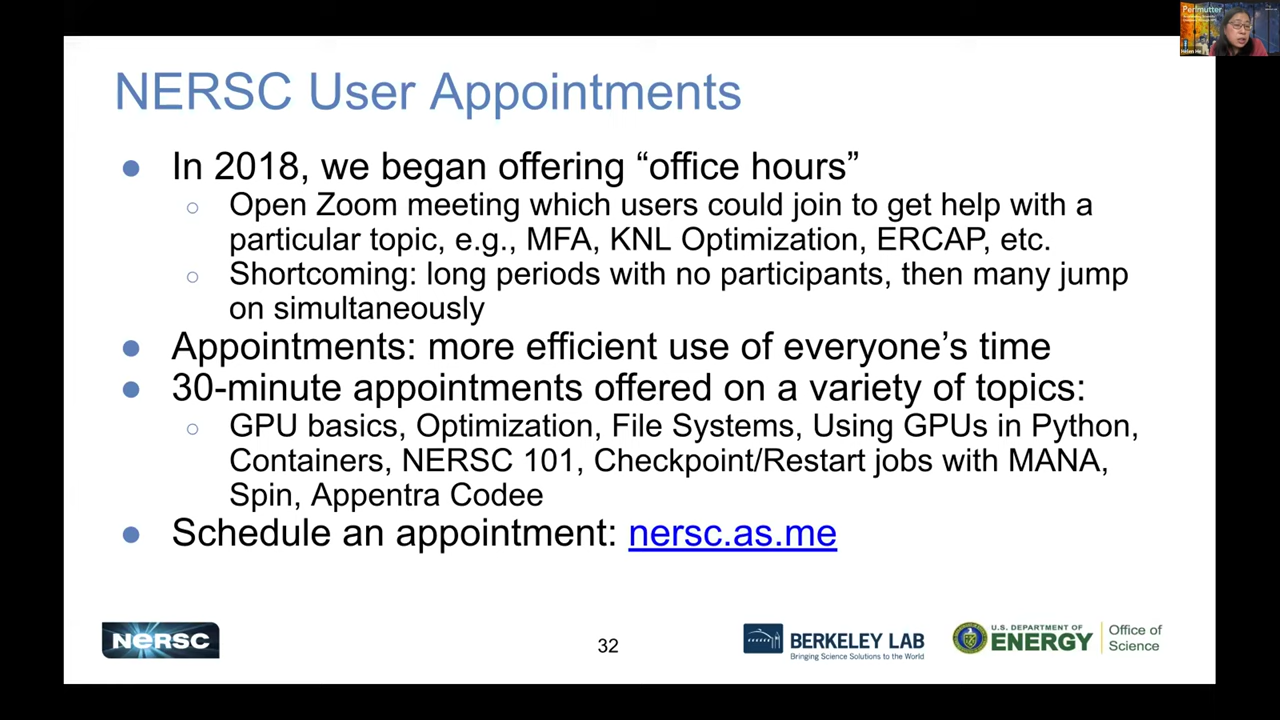 Perlmutter
NERSC User Appointments
● In 2018, we began offering “office hours”
○ Open Zoom meeting which users could join to get help with a
particular topic, e.g., MFA, KNL Optimization, ERCAP, etc.
○ Shortcoming: long periods with no participants, then many jump
on simultaneously
● Appointments: more efficient use of everyone’s time
● 30-minute appointments offered on a variety of topics:
○ GPU basics, Optimization, File Systems, Using GPUs in Python,
Containers, NERSC 101, Checkpoint/Restart jobs with MANA,
Spin, Appentra Codee
● Schedule an appointment: nersc.as.me
NERSC
32
BERKELEY LAB
Bringing Science Solutions to the World
U.S. DEPARTMENT OF
ENERGY
Office of
Science